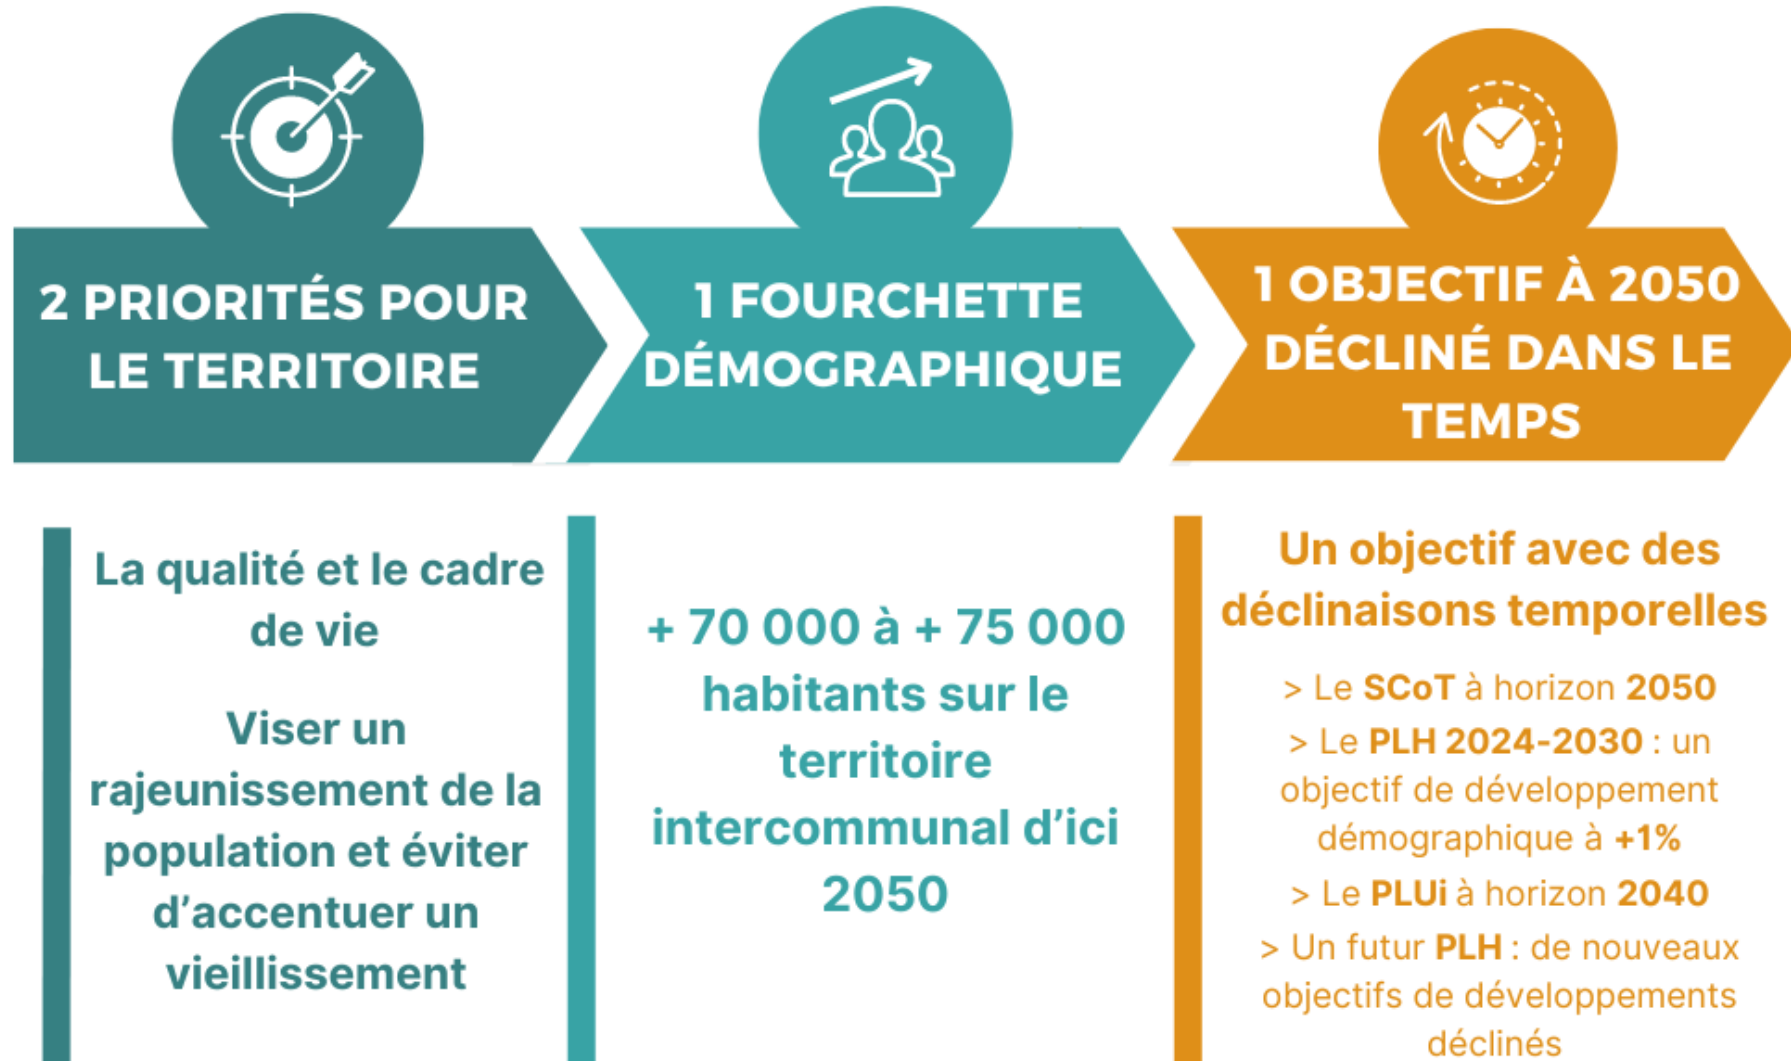 2 PRIORITÉS POUR
LE TERRITOIRE
1 FOURCHETTE
DÉMOGRAPHIQUE
1 OBJECTIF À 2050
DÉCLINÉ DANS LE
TEMPS
La qualité et le cadre
de vie
Viser un
rajeunissement de la
population et éviter
d'accentuer un
vieillissement
+ 70 000 à + 75 000
habitants sur le
territoire
intercommunal d'ici
2050
Un objectif avec des
déclinaisons temporelles
> Le SCoT à horizon 2050
> Le PLH 2024-2030 : un
objectif de développement
démographique à +1%
> Le PLUi à horizon 2040
> Un futur PLH : de nouveaux
objectifs de développements
déclinés